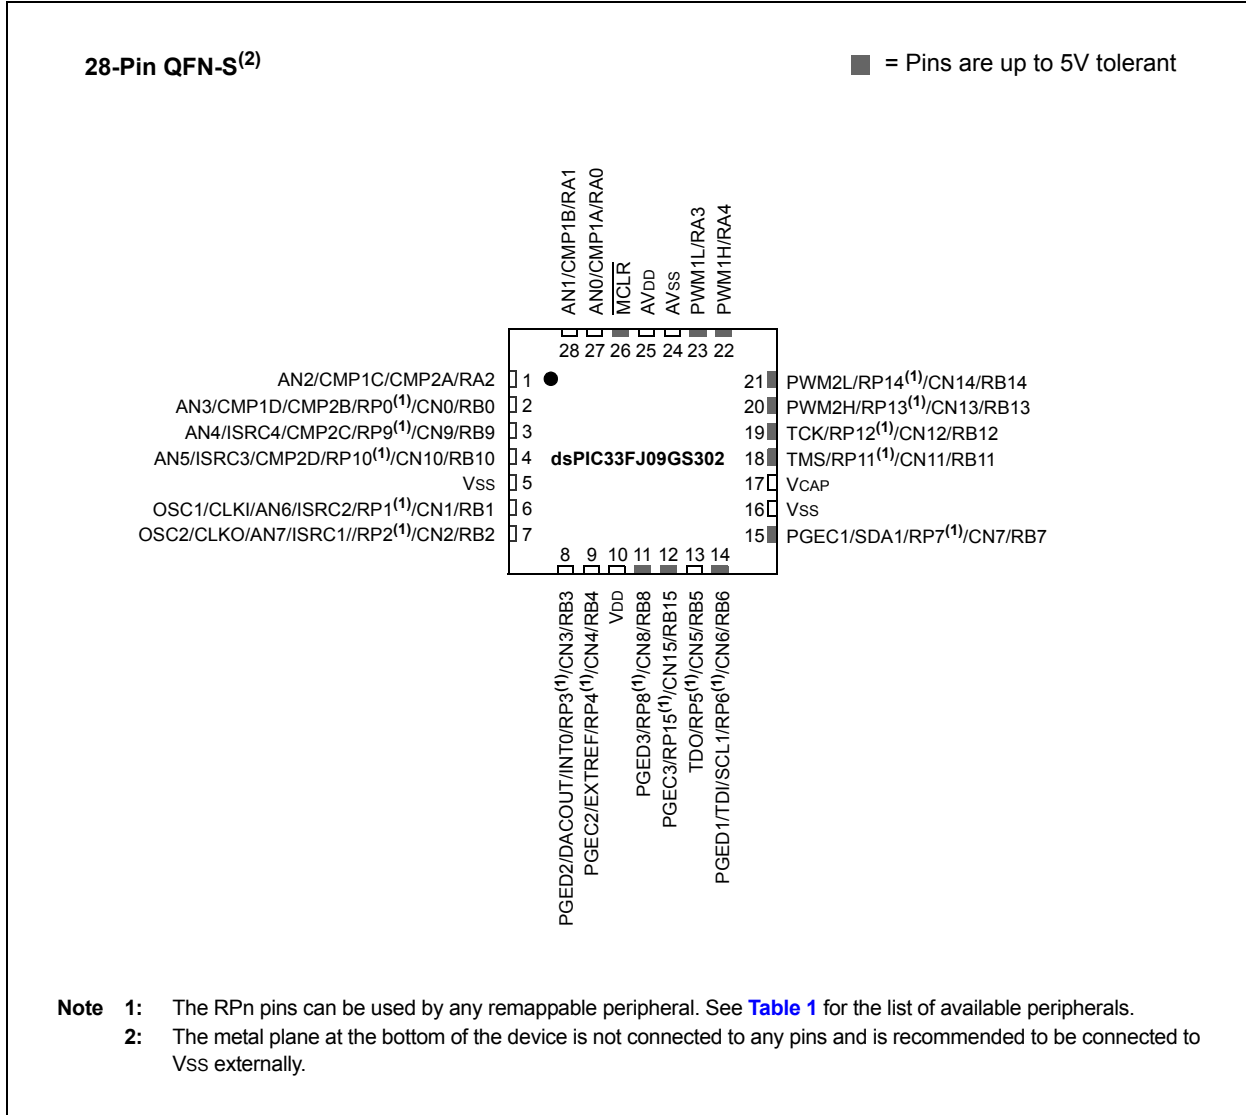 28-Pin QFN-S(2)
= Pins are up to 5V tolerant
AN1/CMP1B/RA1
AN0/CMP1A/RA0
MCLR
AVDD
AVSS
PWM1L/RA3
PWM1H/RA4
28 27 26 25 24 23 22
AN2/CMP1C/CMP2A/RA2 1
AN3/CMP1D/CMP2B/RP0(1)/CN0/RB0 2
AN4/ISRC4/CMP2C/RP9(1)/CN9/RB9 3
AN5/ISRC3/CMP2D/RP10(1)/CN10/RB10 4
VSS 5
OSC1/CLKI/AN6/ISRC2/RP1(1)/CN1/RB1 6
OSC2/CLKO/AN7/ISRC1//RP2(1)/CN2/RB2 7
dsPIC33FJ09GS302
21 PWM2L/RP14(1)/CN14/RB14
20 PWM2H/RP13(1)/CN13/RB13
19 TCK/RP12(1)/CN12/RB12
18 TMS/RP11(1)/CN11/RB11
17 VCAP
16 VSS
15 PGEC1/SDA1/RP7(1)/CN7/RB7
8 9 10 11 12 13 14
PGED2/DACOUT/INT0/RP3(1)/CN3/RB3
PGEC2/EXTREF/RP4(1)/CN4/RB4
VDD
PGED3/RP8(1)/CN8/RB8
PGEC3/RP15(1)/CN15/RB15
TDO/RP5(1)/CN5/RB5
PGED1/TDI/SCL1/RP6(1)/CN6/RB6
Note 1: The RPn pins can be used by any remappable peripheral. See Table 1 for the list of available peripherals.
2: The metal plane at the bottom of the device is not connected to any pins and is recommended to be connected to
VSS externally.